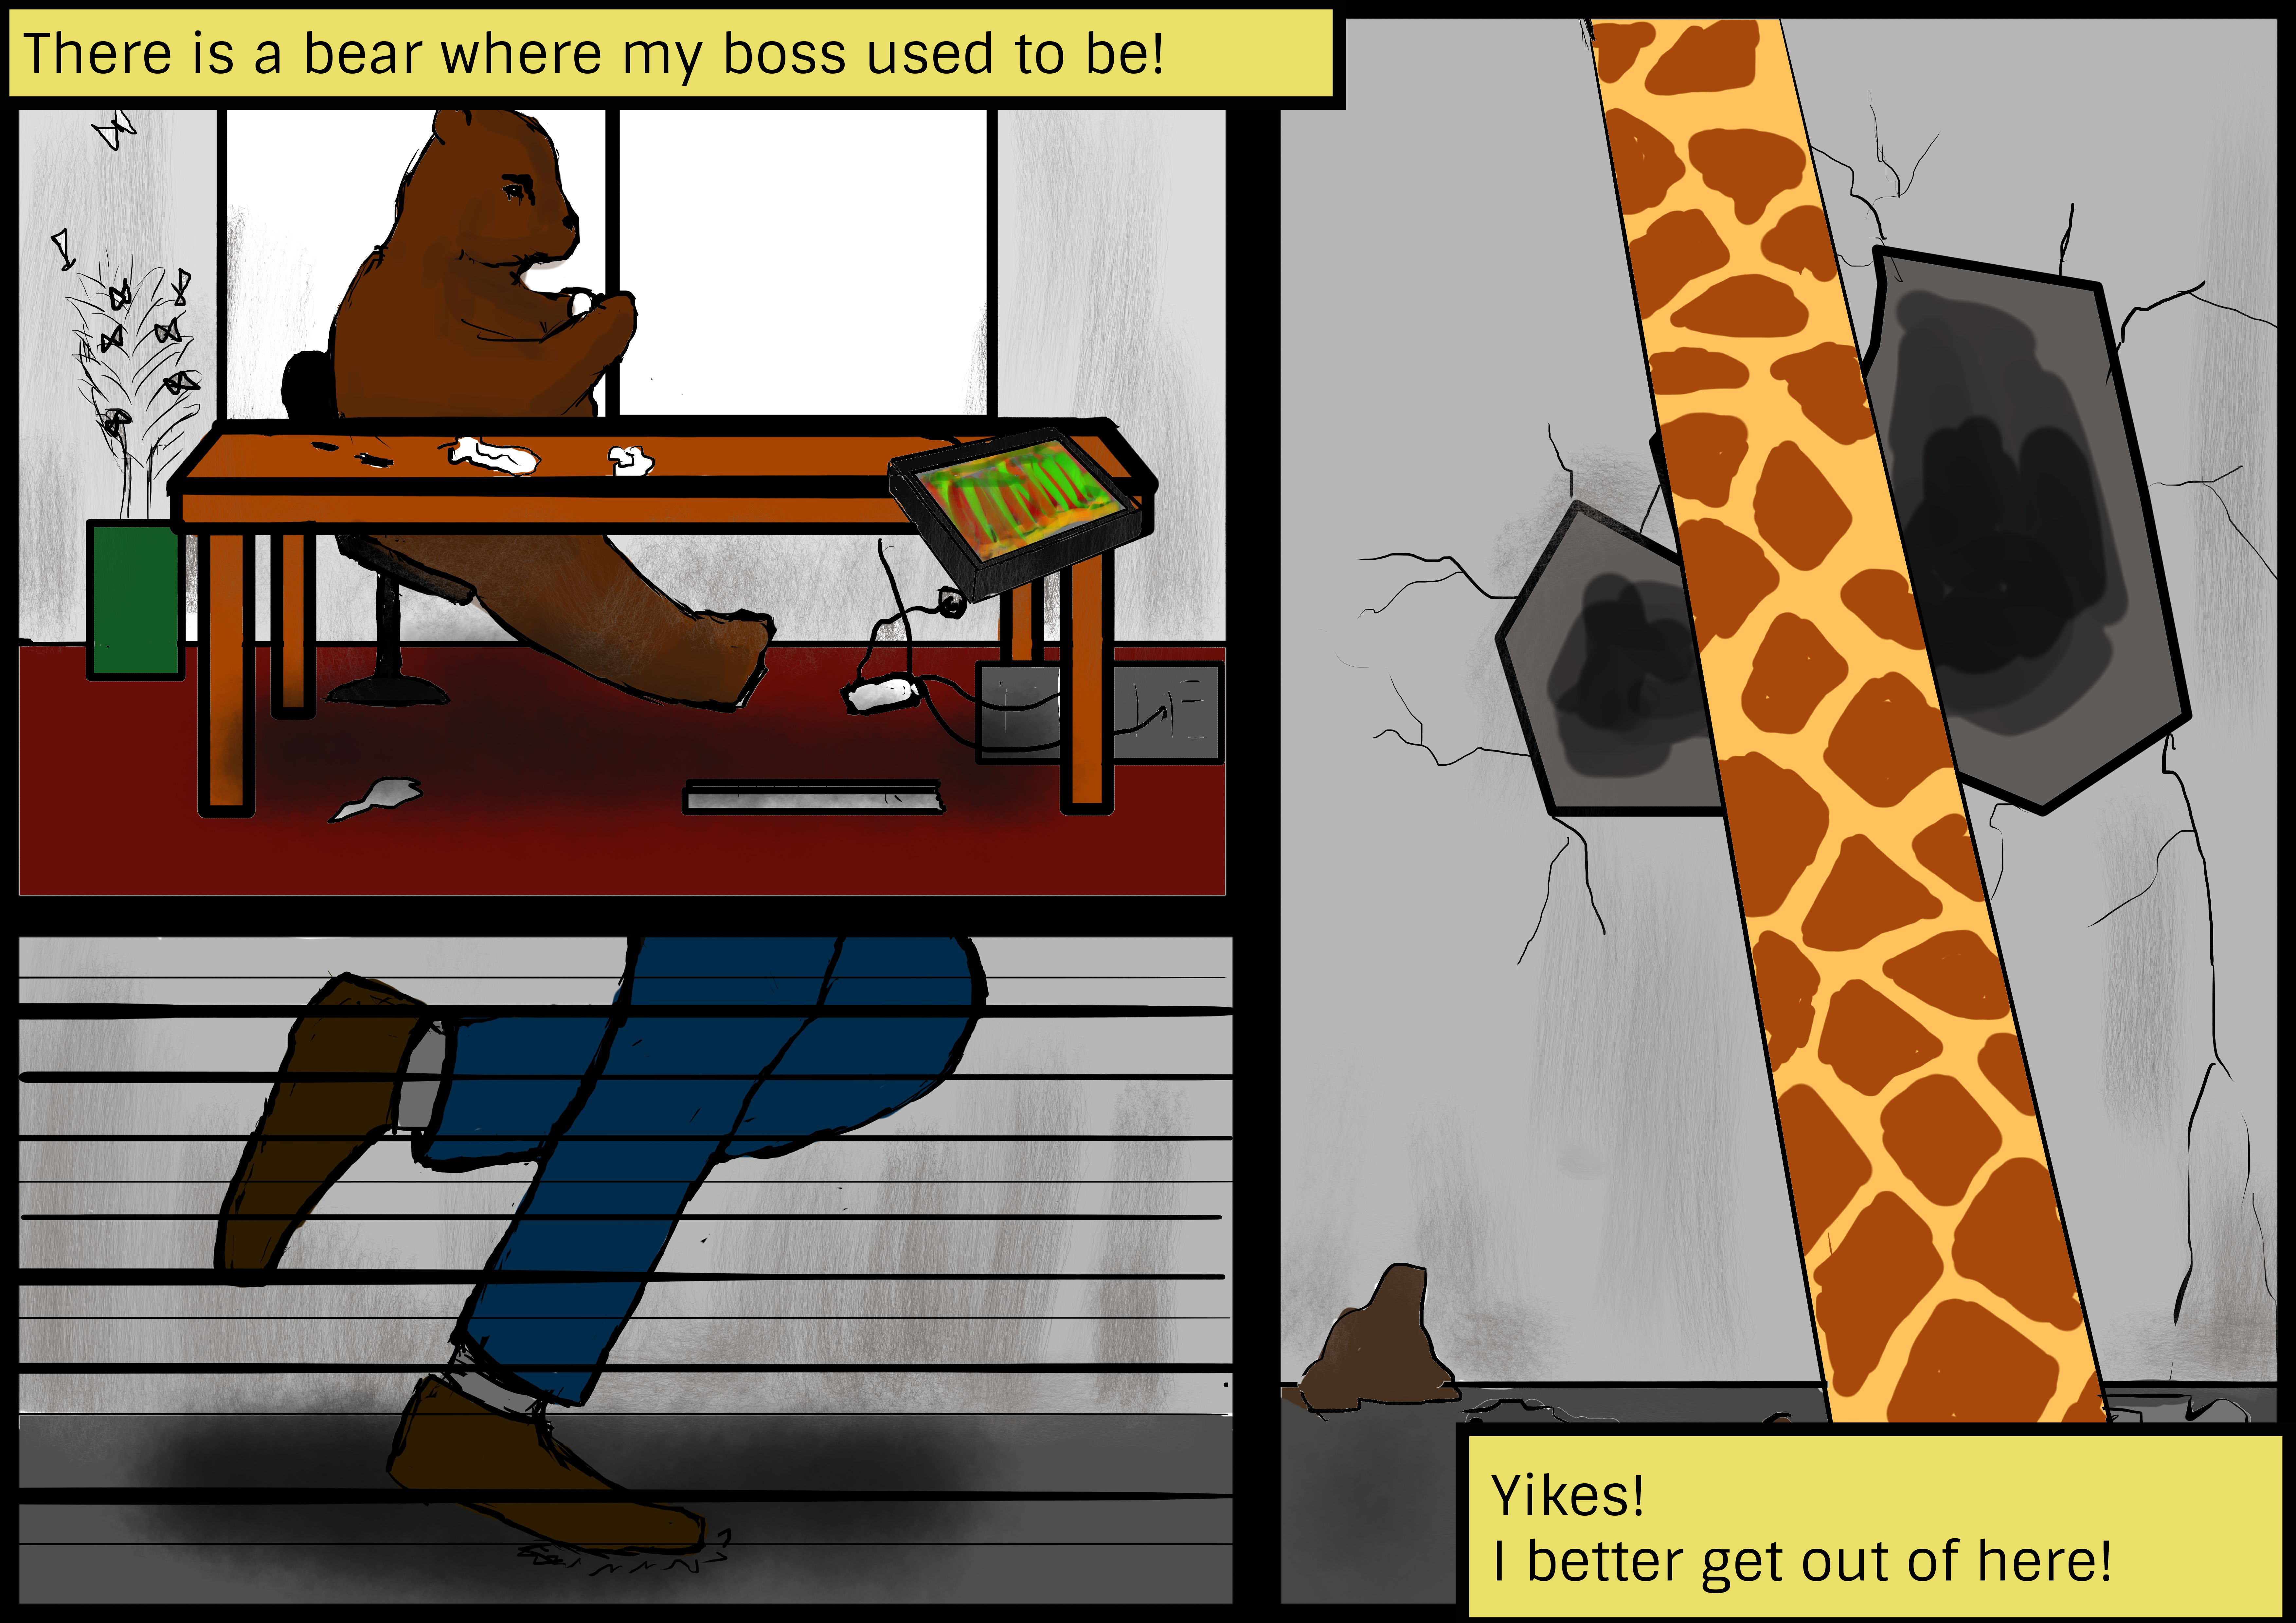 There is a bear where my boss used to be!
Yikes!
I better get out of here!